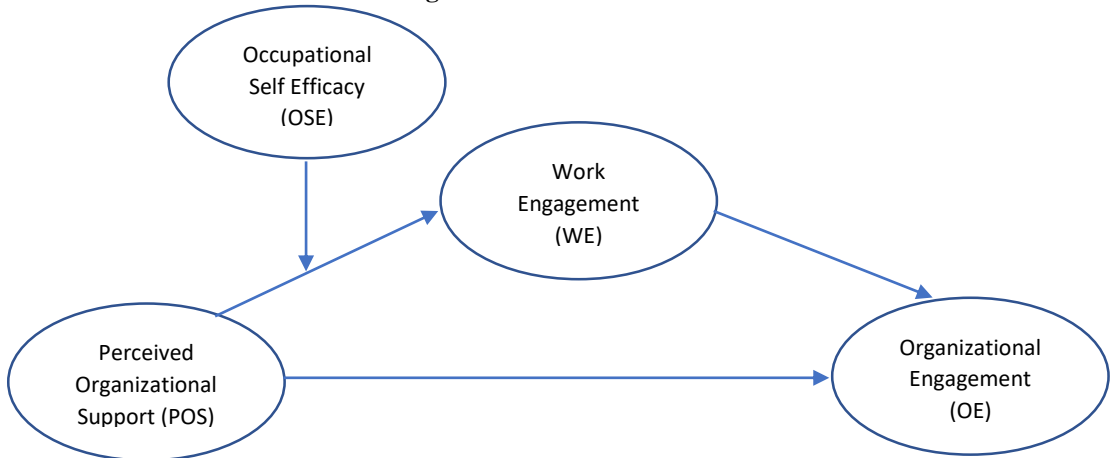 Occupational
Self Efficacy
(OSE)
Work
Engagement
(WE)
Perceived
Organizational
Support (POS)
Organizational
Engagement
(OE)